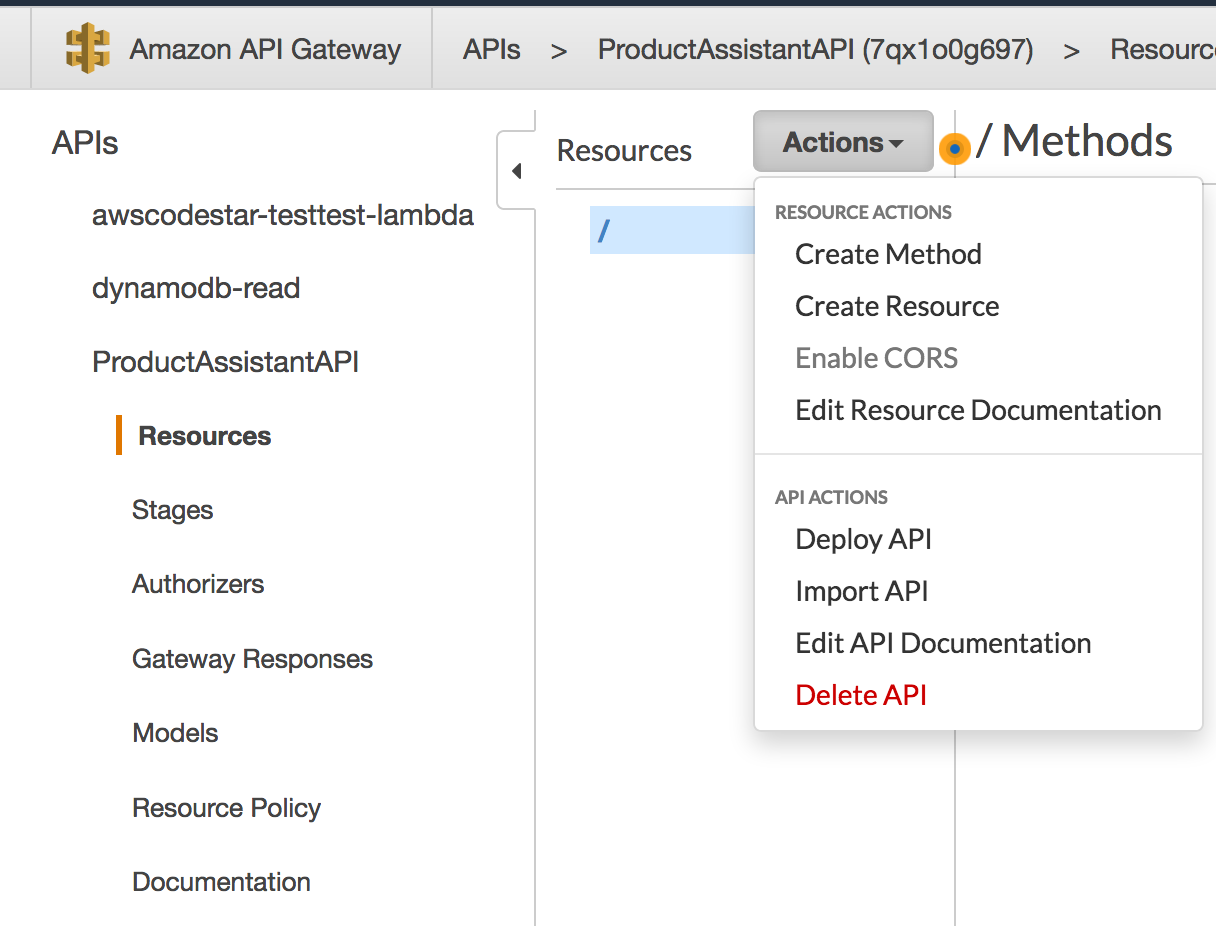 Amazon API Gateway
APIs > ProductAssistantAPI (7qx1o0g697) >
APIs
awscodestar-testtest-lambda
dynamodb-read
ProductAssistantAPI
Resources
Stages
Authorizers
Gateway Responses
Models
Resource Policy
Documentation
Resources
Actions
/
RESOURCE ACTIONS
Create Method
Create Resource
Enable CORS
Edit Resource Documentation
API ACTIONS
Deploy API
Import API
Edit API Documentation
Delete API
/ Methods